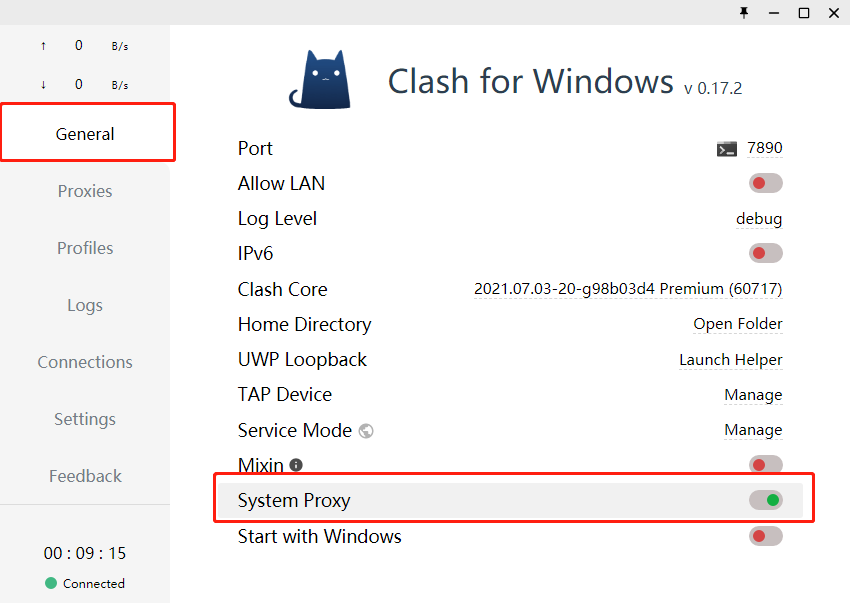 ↑ 0 B/s
↓ 0 B/s
General
Proxies
Profiles
Logs
Connections
Settings
Feedback
00 : 09 : 15
Connected
Clash for Windows v 0.17.2
Port 7890
Allow LAN
Log Level debug
IPv6
Clash Core 2021.07.03-20-g98b03d4 Premium (60717)
Home Directory Open Folder
UWP Loopback Launch Helper
TAP Device Manage
Service Mode Manage
Mixin
System Proxy
Start with Windows